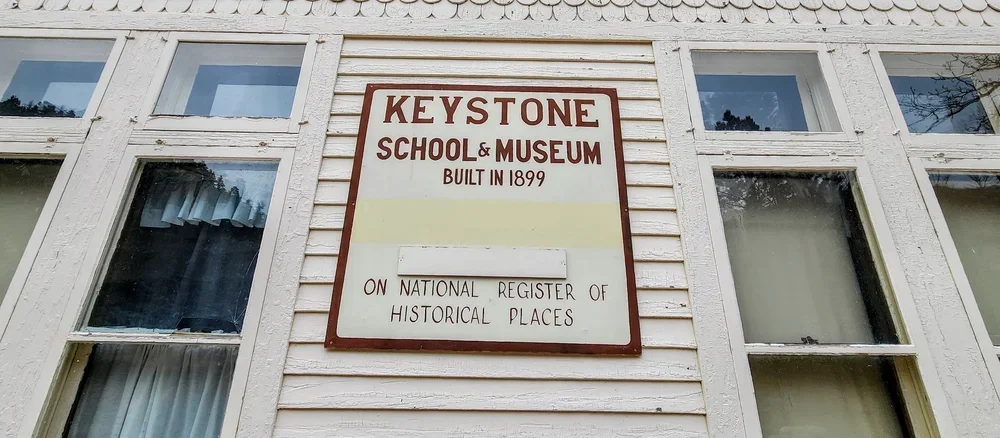 KEYSTONE
SCHOOL & MUSEUM
BUILT IN 1899
ON NATIONAL REGISTER OF
HISTORICAL PLACES